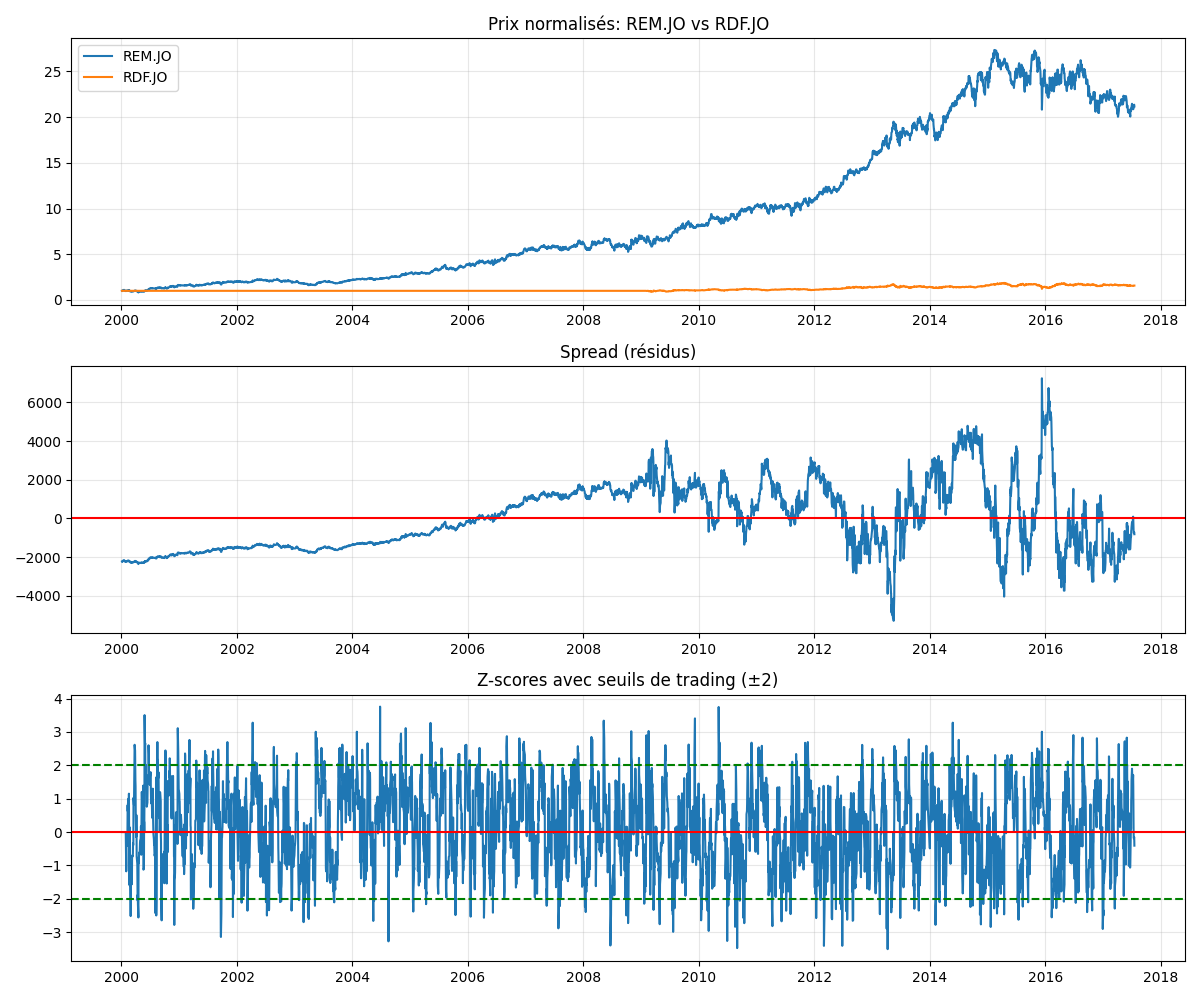 Prix normalisés: REM.JO vs RDF.JO
REM.JO
RDF.JO
25
20
15
10
5
0
2000 2002 2004 2006 2008 2010 2012 2014 2016 2018
Spread (résidus)
6000
4000
2000
0
−2000
−4000
2000 2002 2004 2006 2008 2010 2012 2014 2016 2018
Z-scores avec seuils de trading (±2)
4
3
2
1
0
−1
−2
−3
2000 2002 2004 2006 2008 2010 2012 2014 2016 2018